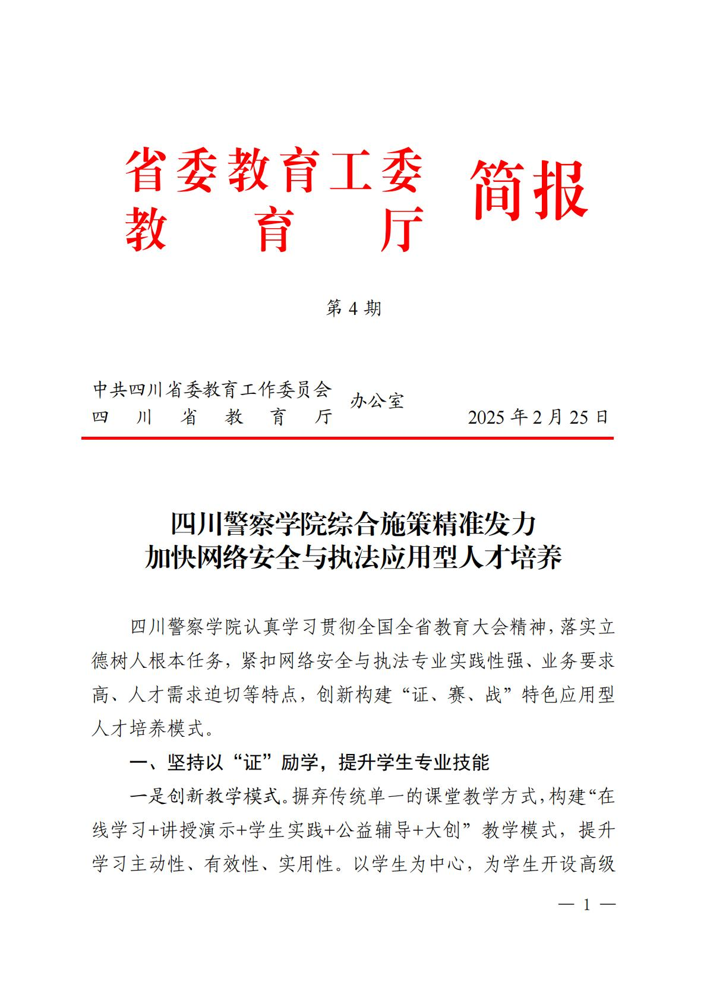 省委教育工委
教育厅
简报
第 4 期
中共四川省委教育工作委员会
四川省教育厅
办公室
2025 年 2 月 25 日
四川警察学院综合施策精准发力
加快网络安全与执法应用型人才培养
四川警察学院认真学习贯彻全国全省教育大会精神，落实立
德树人根本任务，紧扣网络安全与执法专业实践性强、业务要求
高、人才需求迫切等特点，创新构建“证、赛、战”特色应用型
人才培养模式。
一、坚持以“证”励学，提升学生专业技能
一是创新教学模式。摒弃传统单一的课堂教学方式，构建“在
线学习+讲授演示+学生实践+公益辅导+大创”教学模式，提升
学习主动性、有效性、实用性。以学生为中心，为学生开设高级
— 1 —